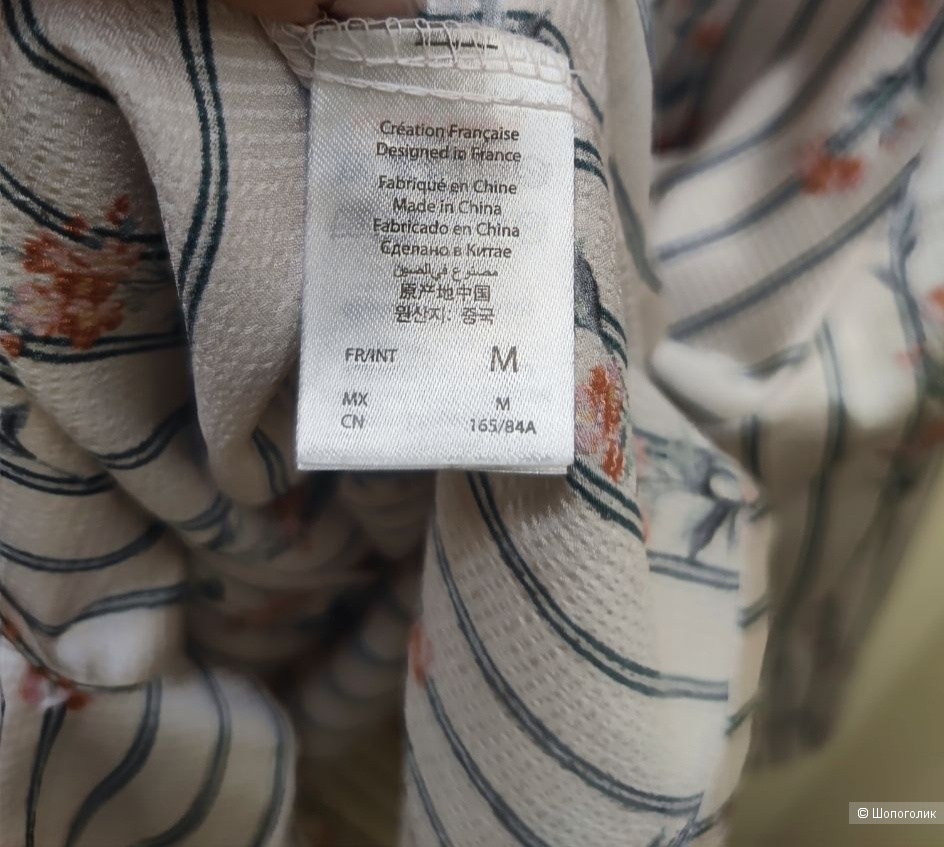 Création Française
Designed in France
Fabriqué en Chine
Made in China
Fabricado en China
Сделано в Китае
مصنوع في الصين
原产地中国
원산지: 중국
FR/INT M
MX M
CN 165/84A
© Шопоголик